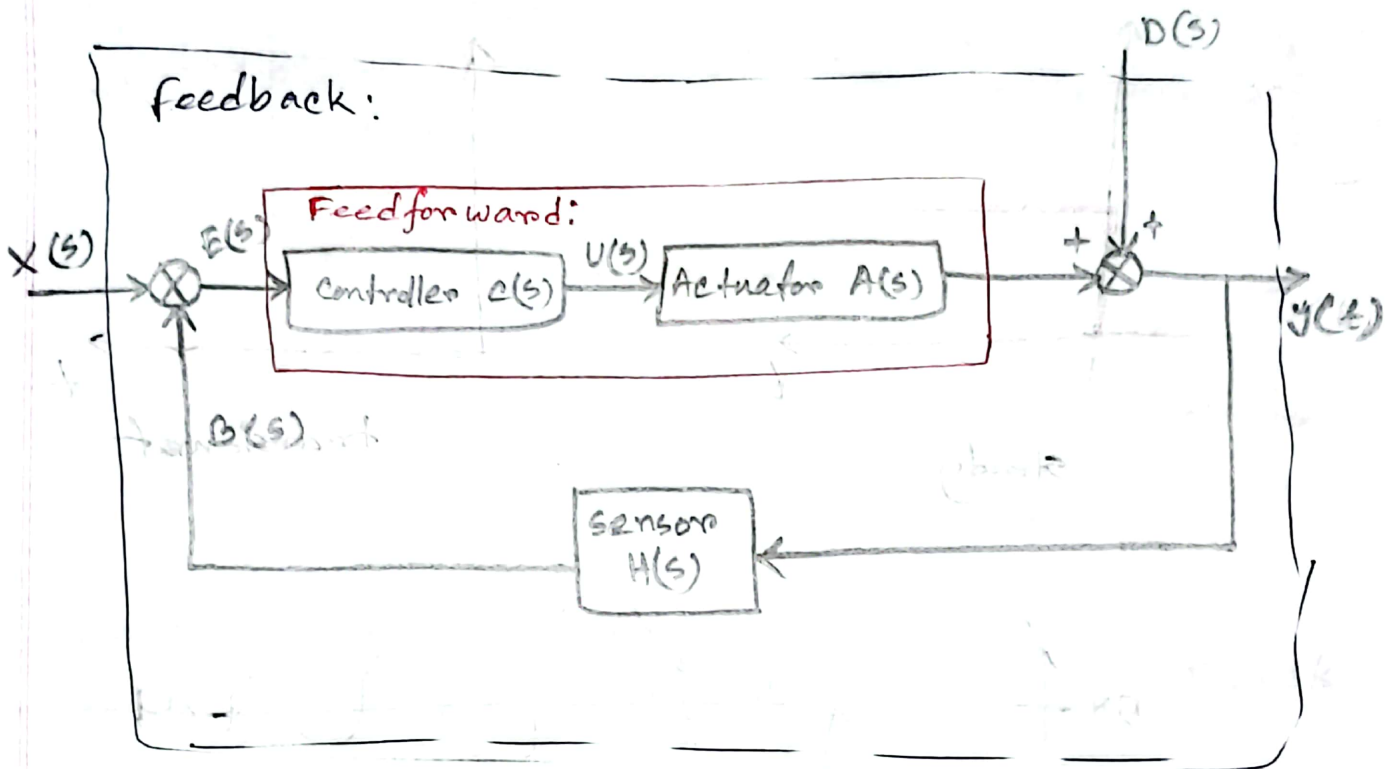 D(s)
feedback:
Feedforward:
X(s)
E(s)
Controller C(s)
U(s)
Actuator A(s)
+
+
y(t)
B(s)
Sensor
H(s)